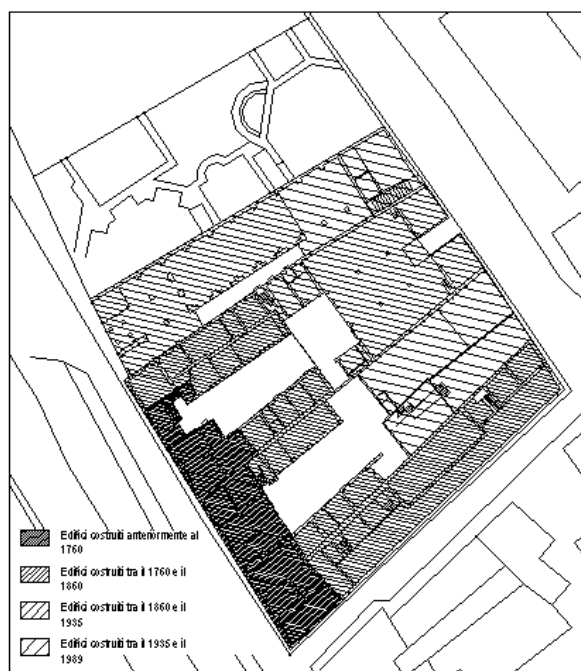 Edifici costruiti anteriormente al
1760
Edifici costruiti tra il 1760 e il
1860
Edifici costruiti tra il 1860 e il
1935
Edifici costruiti tra il 1935 e il
1989